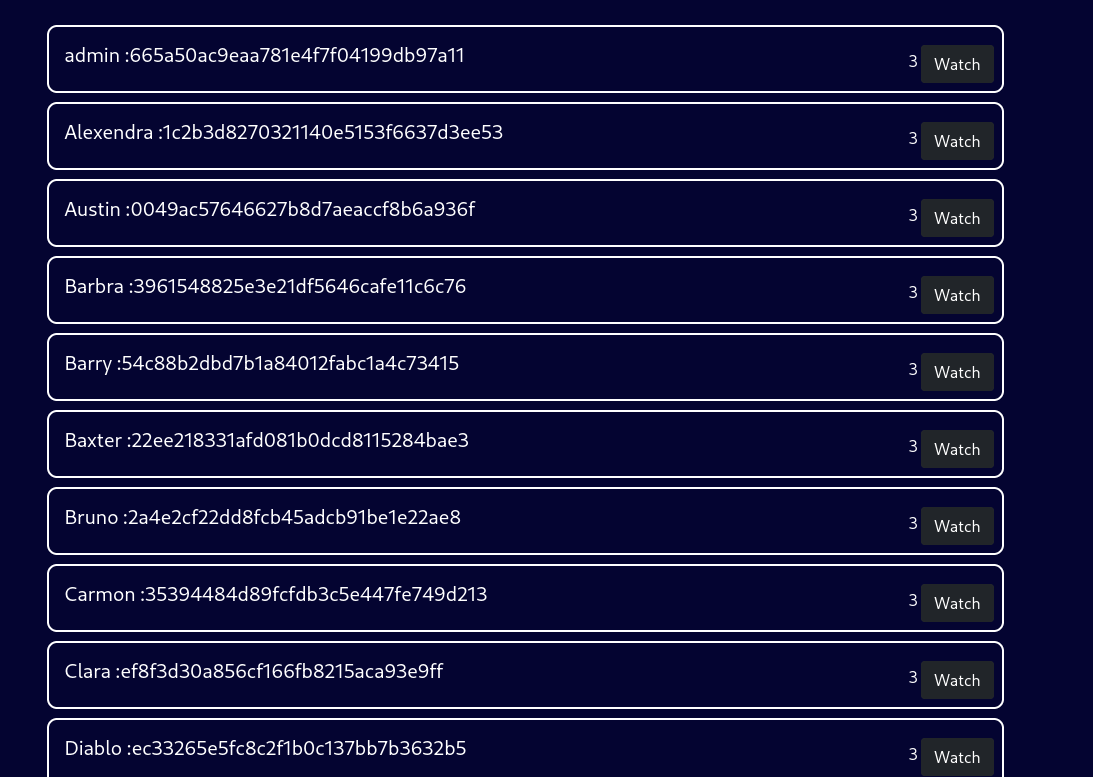 admin :665a50ac9eaa781e4f7f04199db97a11
3 Watch
Alexendra :1c2b3d8270321140e5153f6637d3ee53
3 Watch
Austin :0049ac57646627b8d7aeaccf8b6a936f
3 Watch
Barbra :3961548825e3e21df5646cafe11c6c76
3 Watch
Barry :54c88b2dbd7b1a84012fabc1a4c73415
3 Watch
Baxter :22ee218331afd081b0dcd8115284bae3
3 Watch
Bruno :2a4e2cf22dd8fcb45adcb91be1e22ae8
3 Watch
Carmon :35394484d89fcfdb3c5e447fe749d213
3 Watch
Clara :ef8f3d30a856cf166fb8215aca93e9ff
3 Watch
Diablo :ec33265e5fc8c2f1b0c137bb7b3632b5
3 Watch